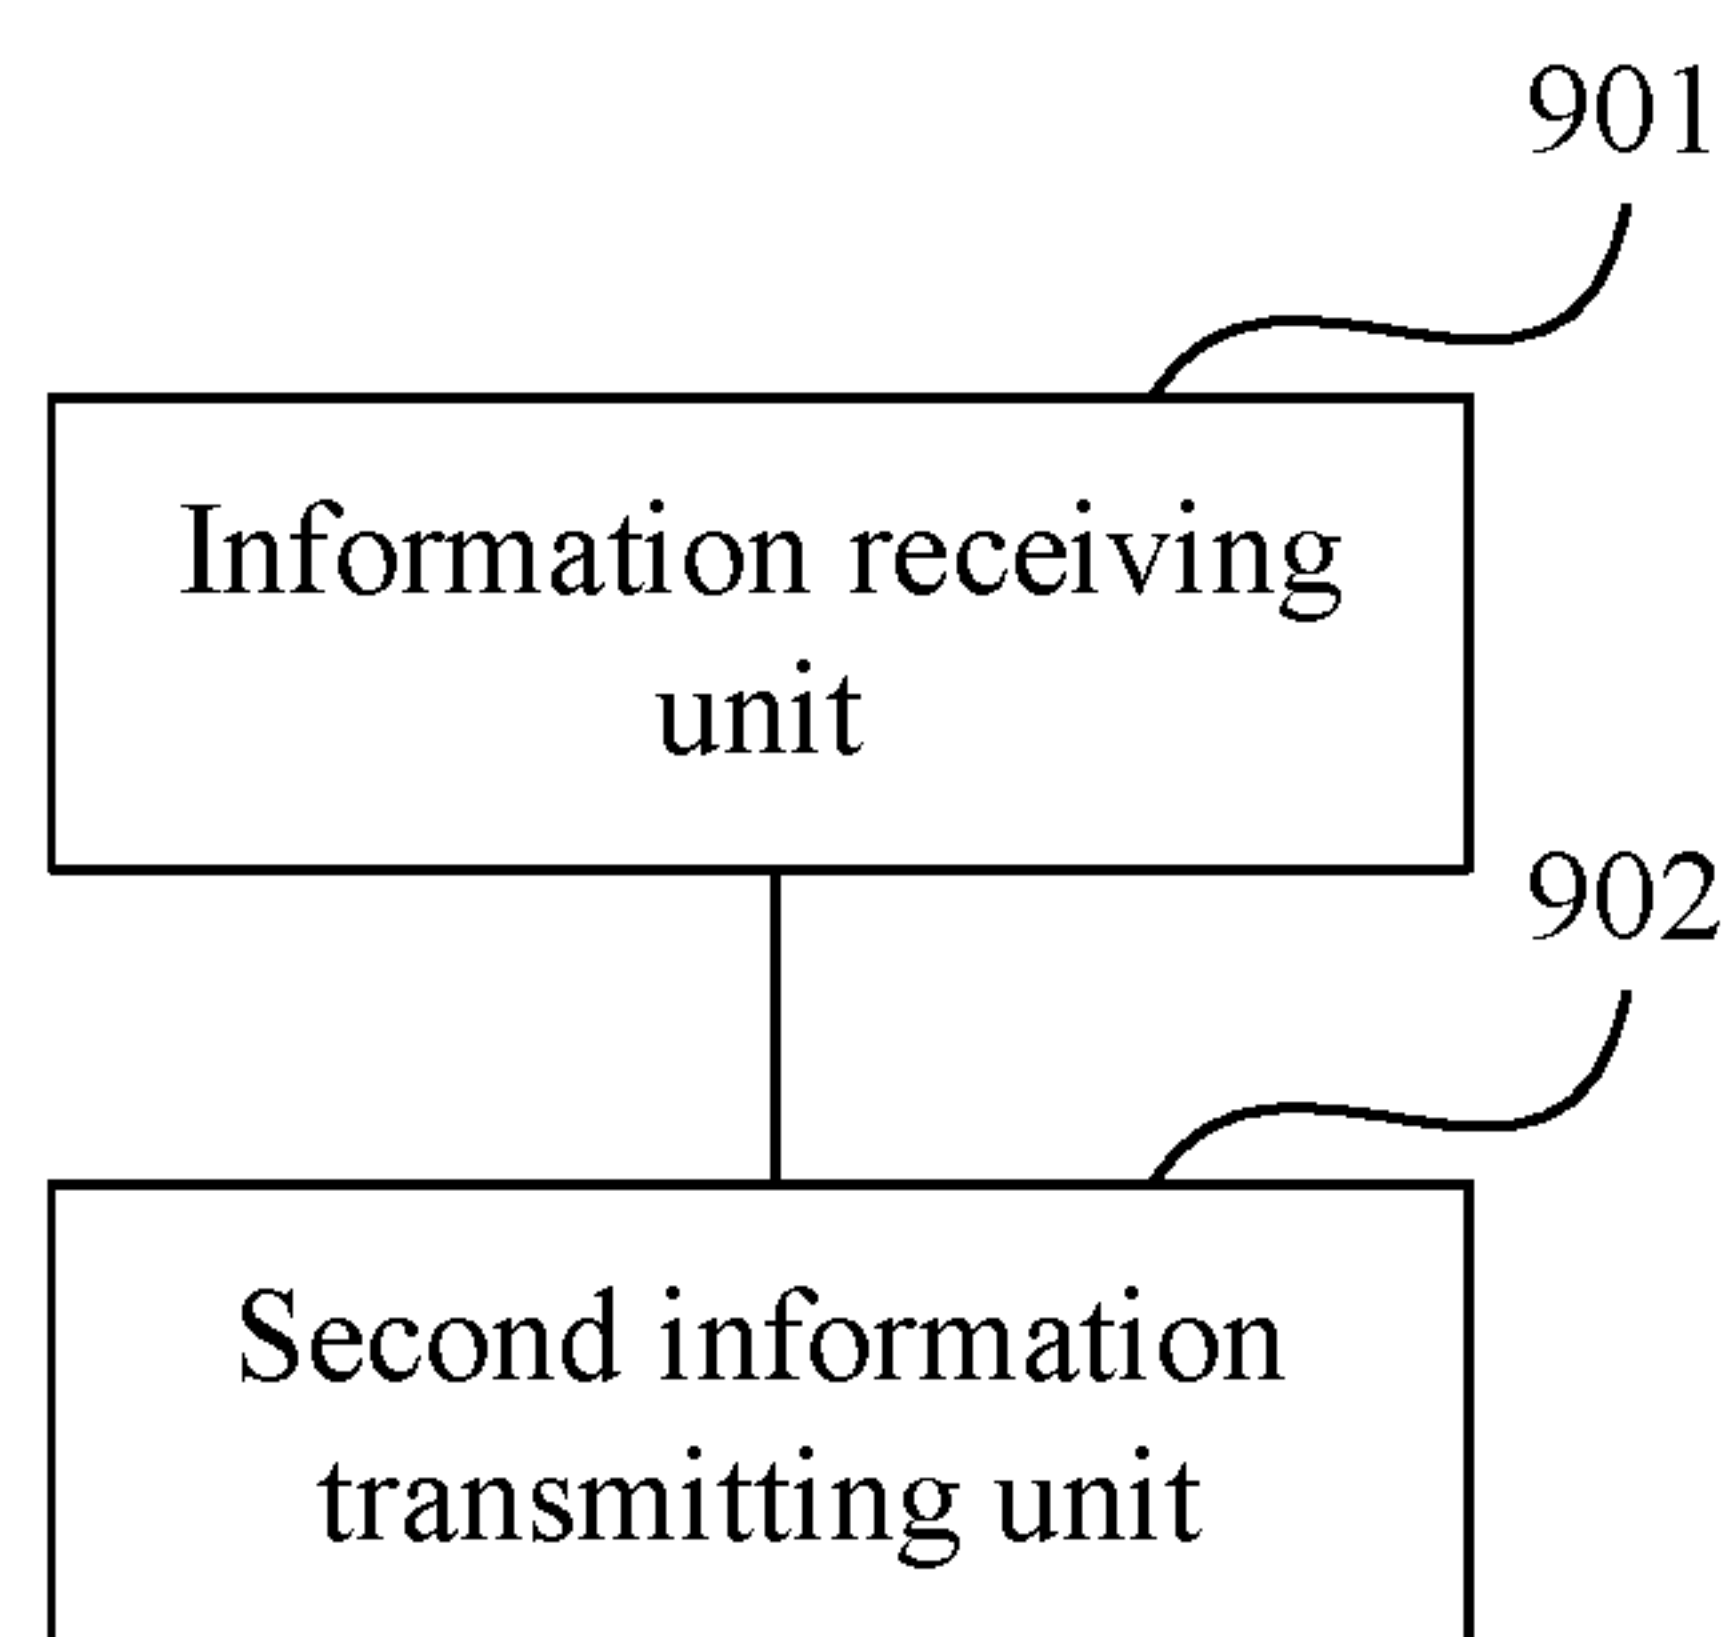 901
Information receiving
unit
902
Second information
transmitting unit